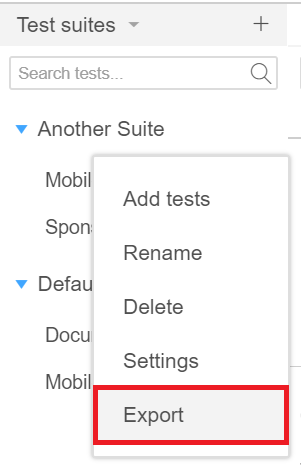 Test suites
Search tests...
Another Suite
Mobil
Spons
Add tests
Rename
Defau
Delete
Docu
Settings
Mobil
Export